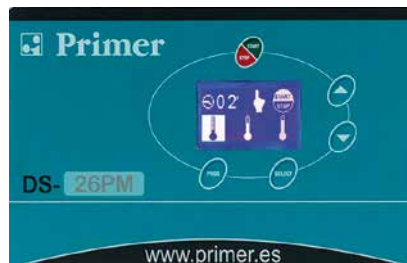 Primer
START
STOP
02'
START
STOP
DS- 26PM
PROG
SELECT
www.primer.es